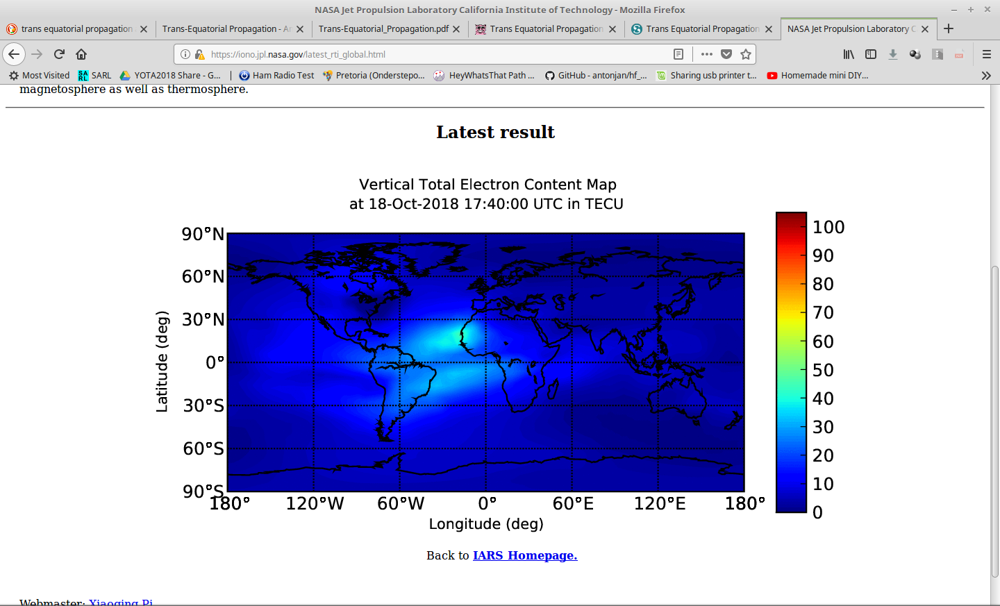 NASA Jet Propulsion Laboratory California Institute of Technology - Mozilla Firefox
trans equatorial propagation
Trans-Equatorial Propagation - Ar
Trans-Equatorial_Propagation.pdf
Trans Equatorial Propagation
Trans Equatorial Propagation
NASA Jet Propulsion Laboratory C
https://iono.jpl.nasa.gov/latest_rti_global.html
Most Visited
SA RL SARL
YOTA2018 Share - G...
Ham Radio Test
Pretoria (Onderstepo...
HeyWhatsThat Path ...
GitHub - antonjan/hf_...
Sharing usb printer t...
Homemade mini DIY...
magnetosphere as well as thermosphere.
Latest result
Vertical Total Electron Content Map
at 18-Oct-2018 17:40:00 UTC in TECU
90°N
60°N
30°N
0°
30°S
60°S
90°S
Latitude (deg)
180°
120°W
60°W
0°
60°E
120°E
180°
Longitude (deg)
100
90
80
70
60
50
40
30
20
10
0
Back to IARS Homepage.
Webmaster: Xiaoqing Pi